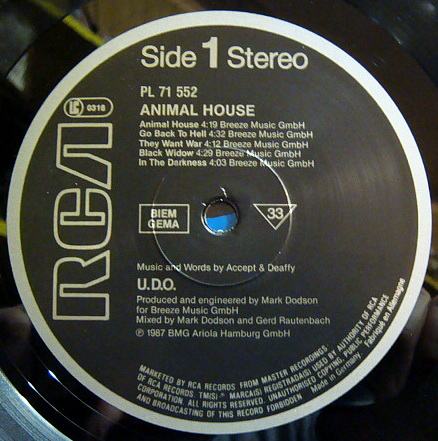 Side 1 Stereo
PL 71 552
LC 0316
ANIMAL HOUSE
Animal House 4:19 Breeze Music GmbH
Go Back To Hell 4:32 Breeze Music GmbH
They Want War 4:12 Breeze Music GmbH
Black Widow 4:29 Breeze Music GmbH
In The Darkness 4:03 Breeze Music GmbH
RCA
BIEM
GEMA
33
Music and Words by Accept & Deaffy
U.D.O.
Produced and engineered by Mark Dodson
for Breeze Music GmbH
Mixed by Mark Dodson and Gerd Rautenbach
℗ 1987 BMG Ariola Hamburg GmbH
MARKETED BY RCA RECORDS FROM MASTER RECORDINGS
OF RCA RECORDS. TM(S) ® MARCA(S) REGISTRADA(S) USED BY AUTHORITY OF RCA
CORPORATION. ALL RIGHTS RESERVED. UNAUTHORISED COPYING, PUBLIC PERFORMANCE
AND BROADCASTING OF THIS RECORD FORBIDDEN
Made in Germany. Fabriqué en Allemagne